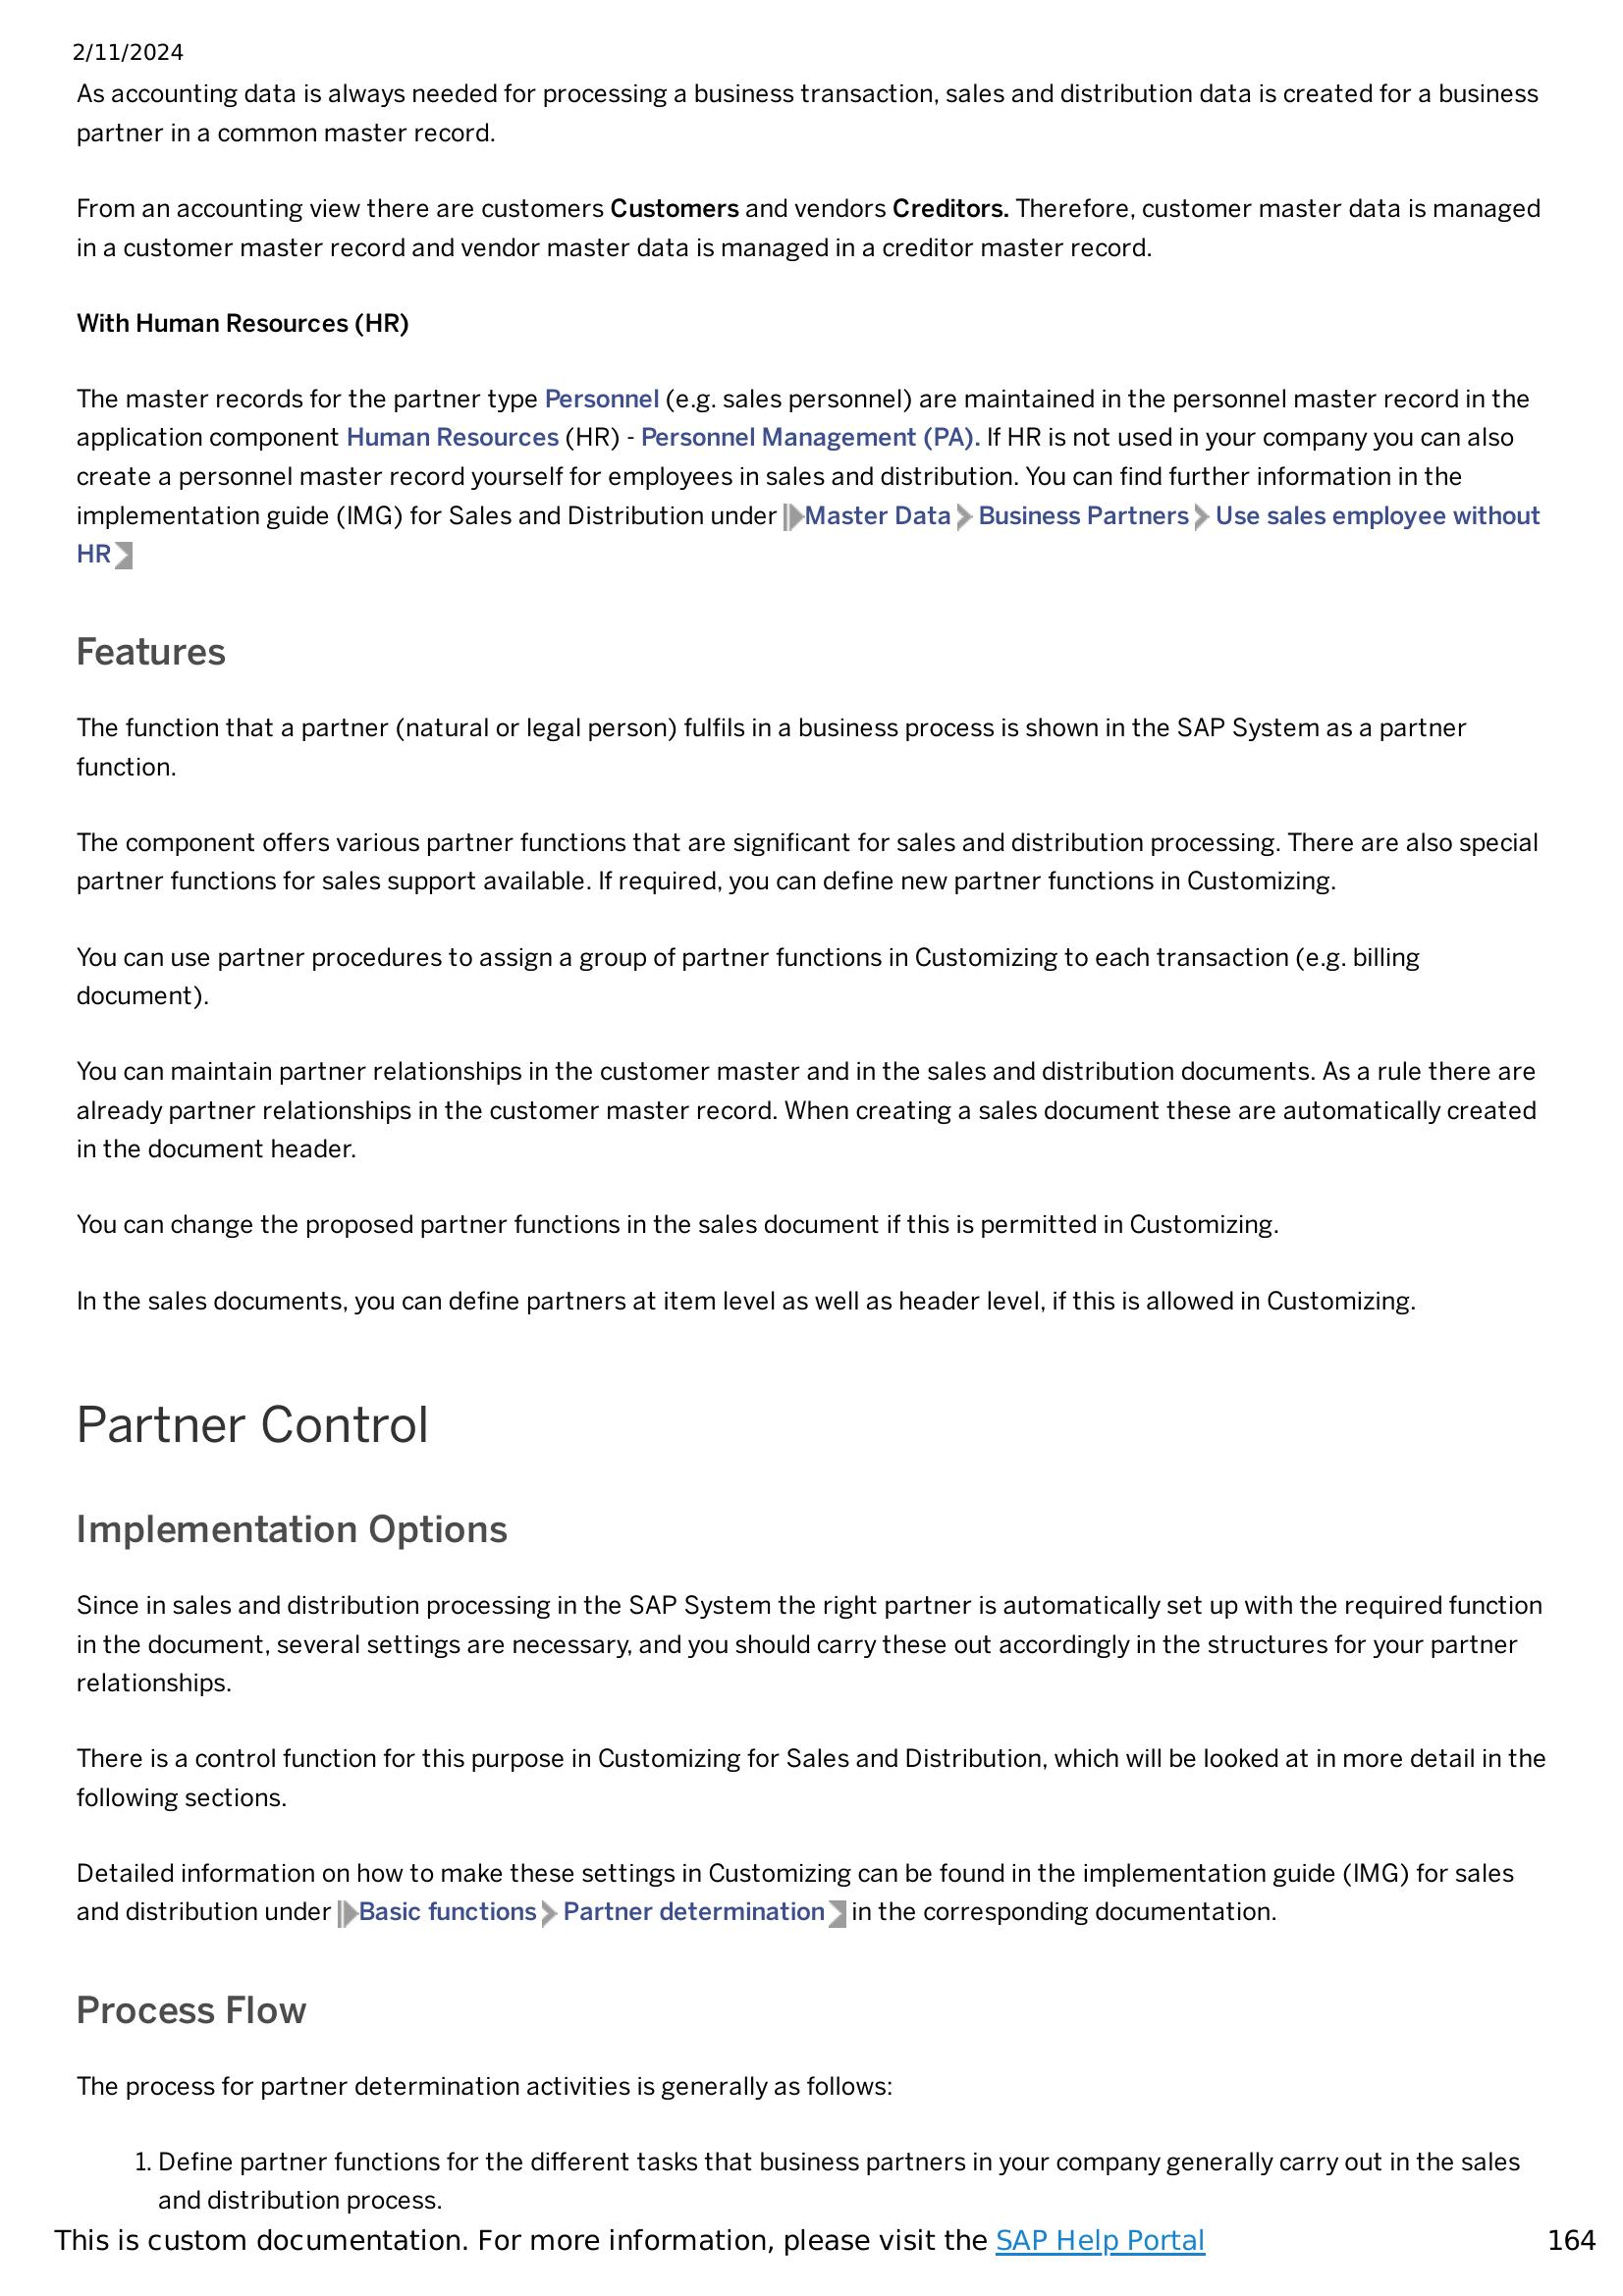 2/11/2024
As accounting data is always needed for processing a business transaction, sales and distribution data is created for a business
partner in a common master record.
From an accounting view there are customers Customers and vendors Creditors. Therefore, customer master data is managed
in a customer master record and vendor master data is managed in a creditor master record.
With Human Resources (HR)
The master records for the partner type Personnel (e.g. sales personnel) are maintained in the personnel master record in the
application component Human Resources (HR) - Personnel Management (PA). If HR is not used in your company you can also
create a personnel master record yourself for employees in sales and distribution. You can find further information in the
implementation guide (IMG) for Sales and Distribution under Master Data Business Partners Use sales employee without
HR
Features
The function that a partner (natural or legal person) fulfils in a business process is shown in the SAP System as a partner
function.
The component offers various partner functions that are significant for sales and distribution processing. There are also special
partner functions for sales support available. If required, you can define new partner functions in Customizing.
You can use partner procedures to assign a group of partner functions in Customizing to each transaction (e.g. billing
document).
You can maintain partner relationships in the customer master and in the sales and distribution documents. As a rule there are
already partner relationships in the customer master record. When creating a sales document these are automatically created
in the document header.
You can change the proposed partner functions in the sales document if this is permitted in Customizing.
In the sales documents, you can define partners at item level as well as header level, if this is allowed in Customizing.
Partner Control
Implementation Options
Since in sales and distribution processing in the SAP System the right partner is automatically set up with the required function
in the document, several settings are necessary, and you should carry these out accordingly in the structures for your partner
relationships.
There is a control function for this purpose in Customizing for Sales and Distribution, which will be looked at in more detail in the
following sections.
Detailed information on how to make these settings in Customizing can be found in the implementation guide (IMG) for sales
and distribution under Basic functions Partner determination in the corresponding documentation.
Process Flow
The process for partner determination activities is generally as follows:
1. Define partner functions for the different tasks that business partners in your company generally carry out in the sales
and distribution process.
This is custom documentation. For more information, please visit the SAP Help Portal 164